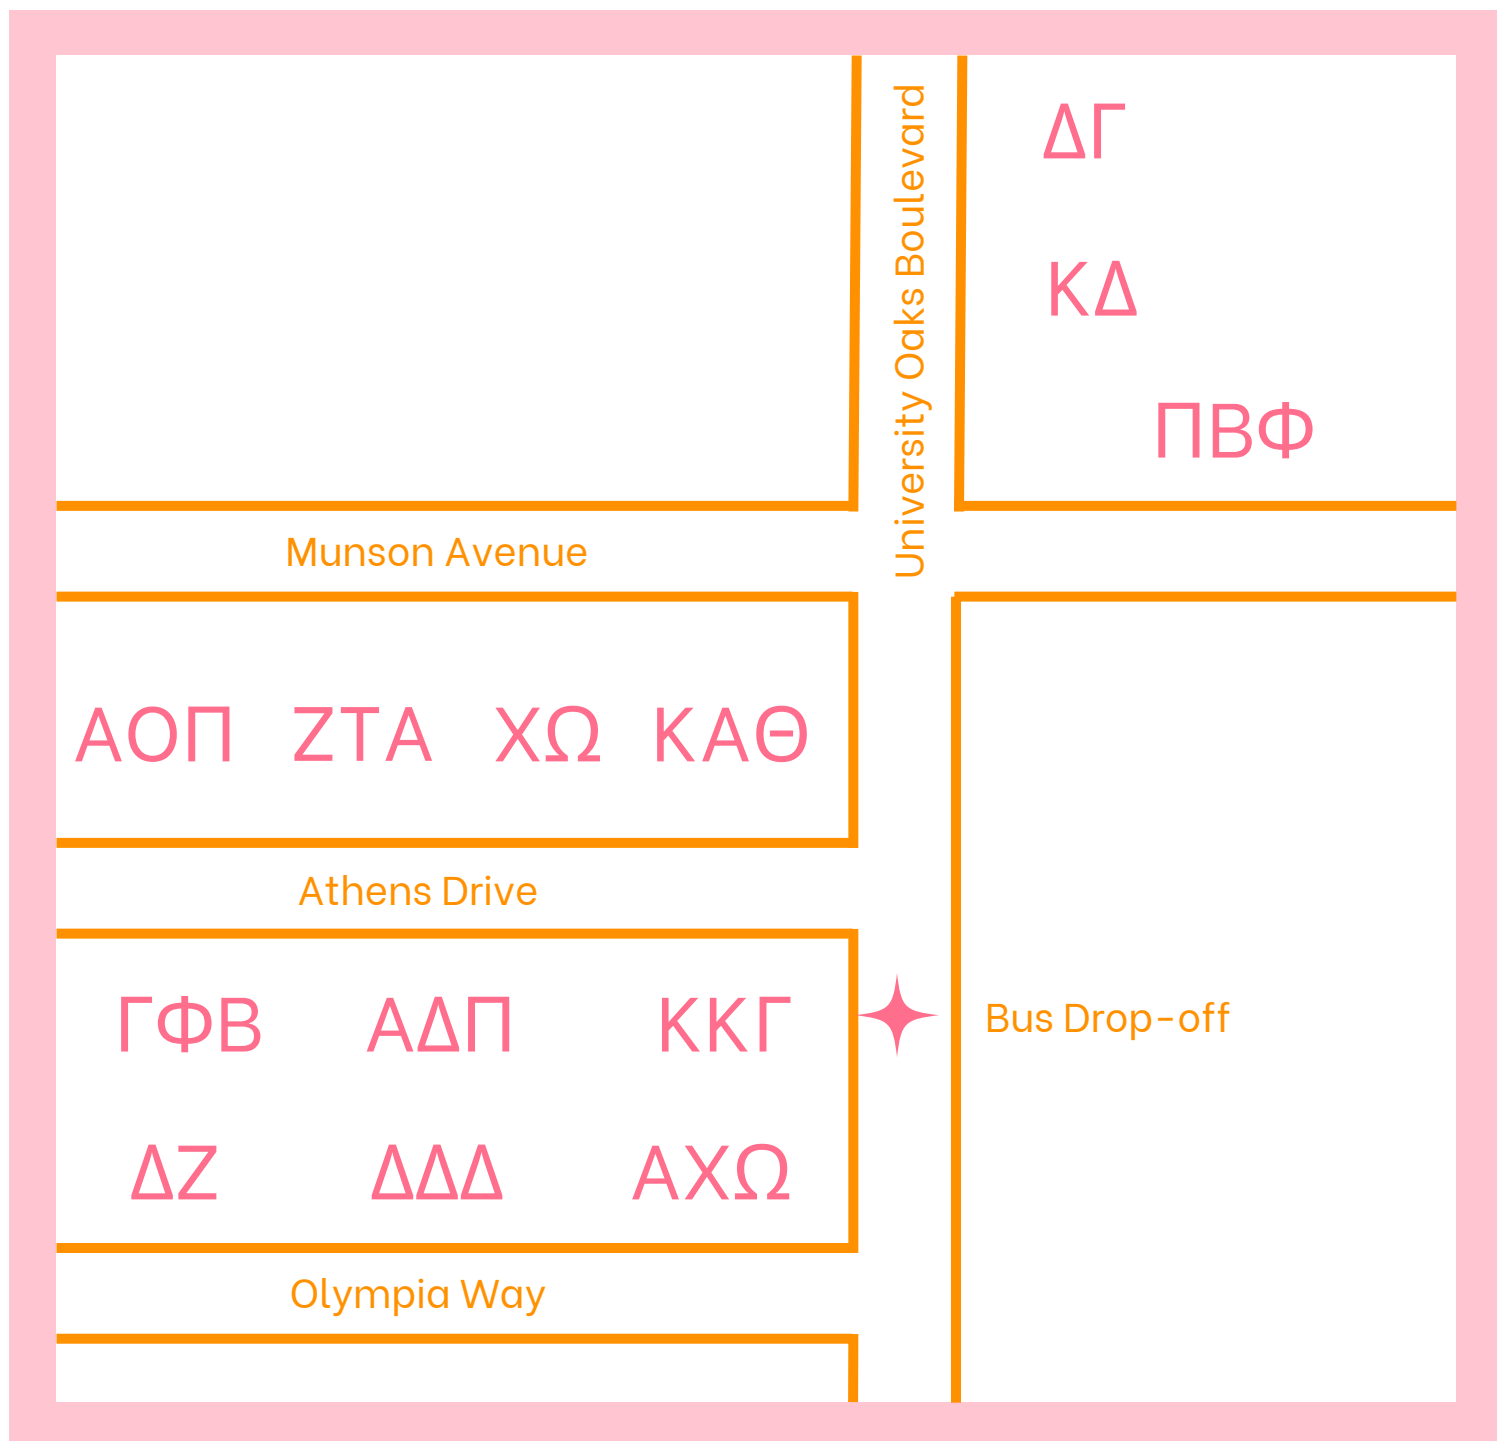 ΔΓ
University Oaks Boulevard
ΚΔ
ΠΒΦ
Munson Avenue
ΑΟΠ ΖΤΑ ΧΩ ΚΑΘ
Athens Drive
ΓΦΒ ΑΔΠ ΚΚΓ
Bus Drop-off
ΔΖ ΔΔΔ ΑΧΩ
Olympia Way